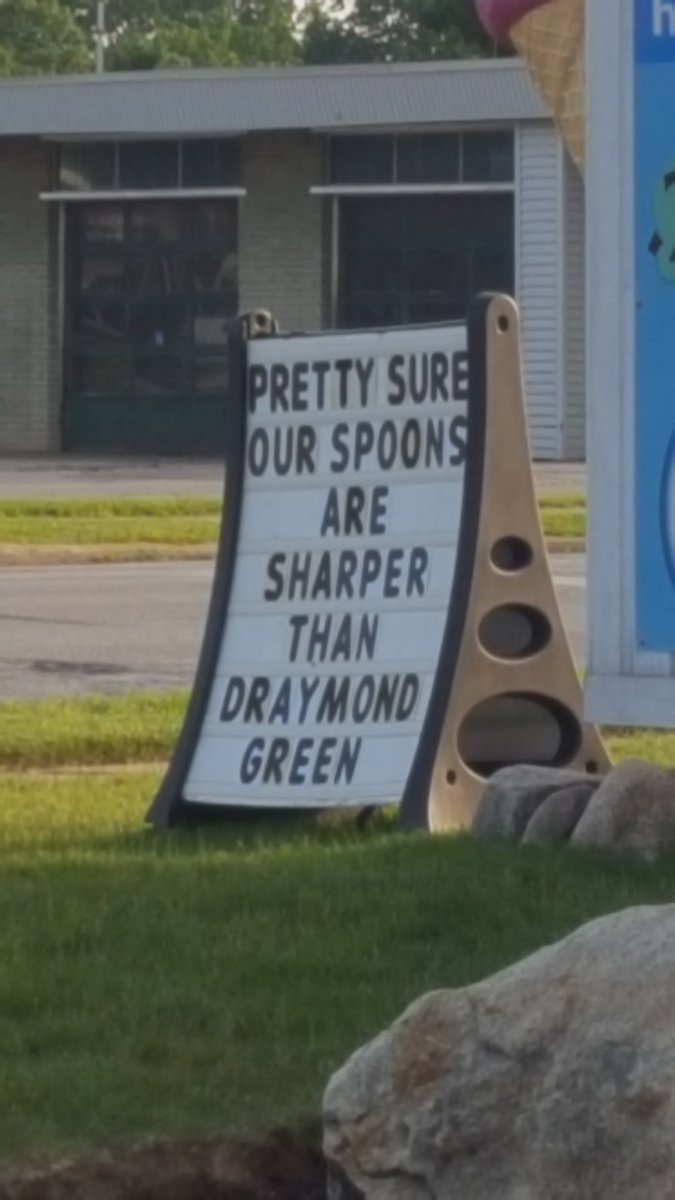 PRETTY SURE
OUR SPOONS
ARE
SHARPER
THAN
DRAYMOND
GREEN